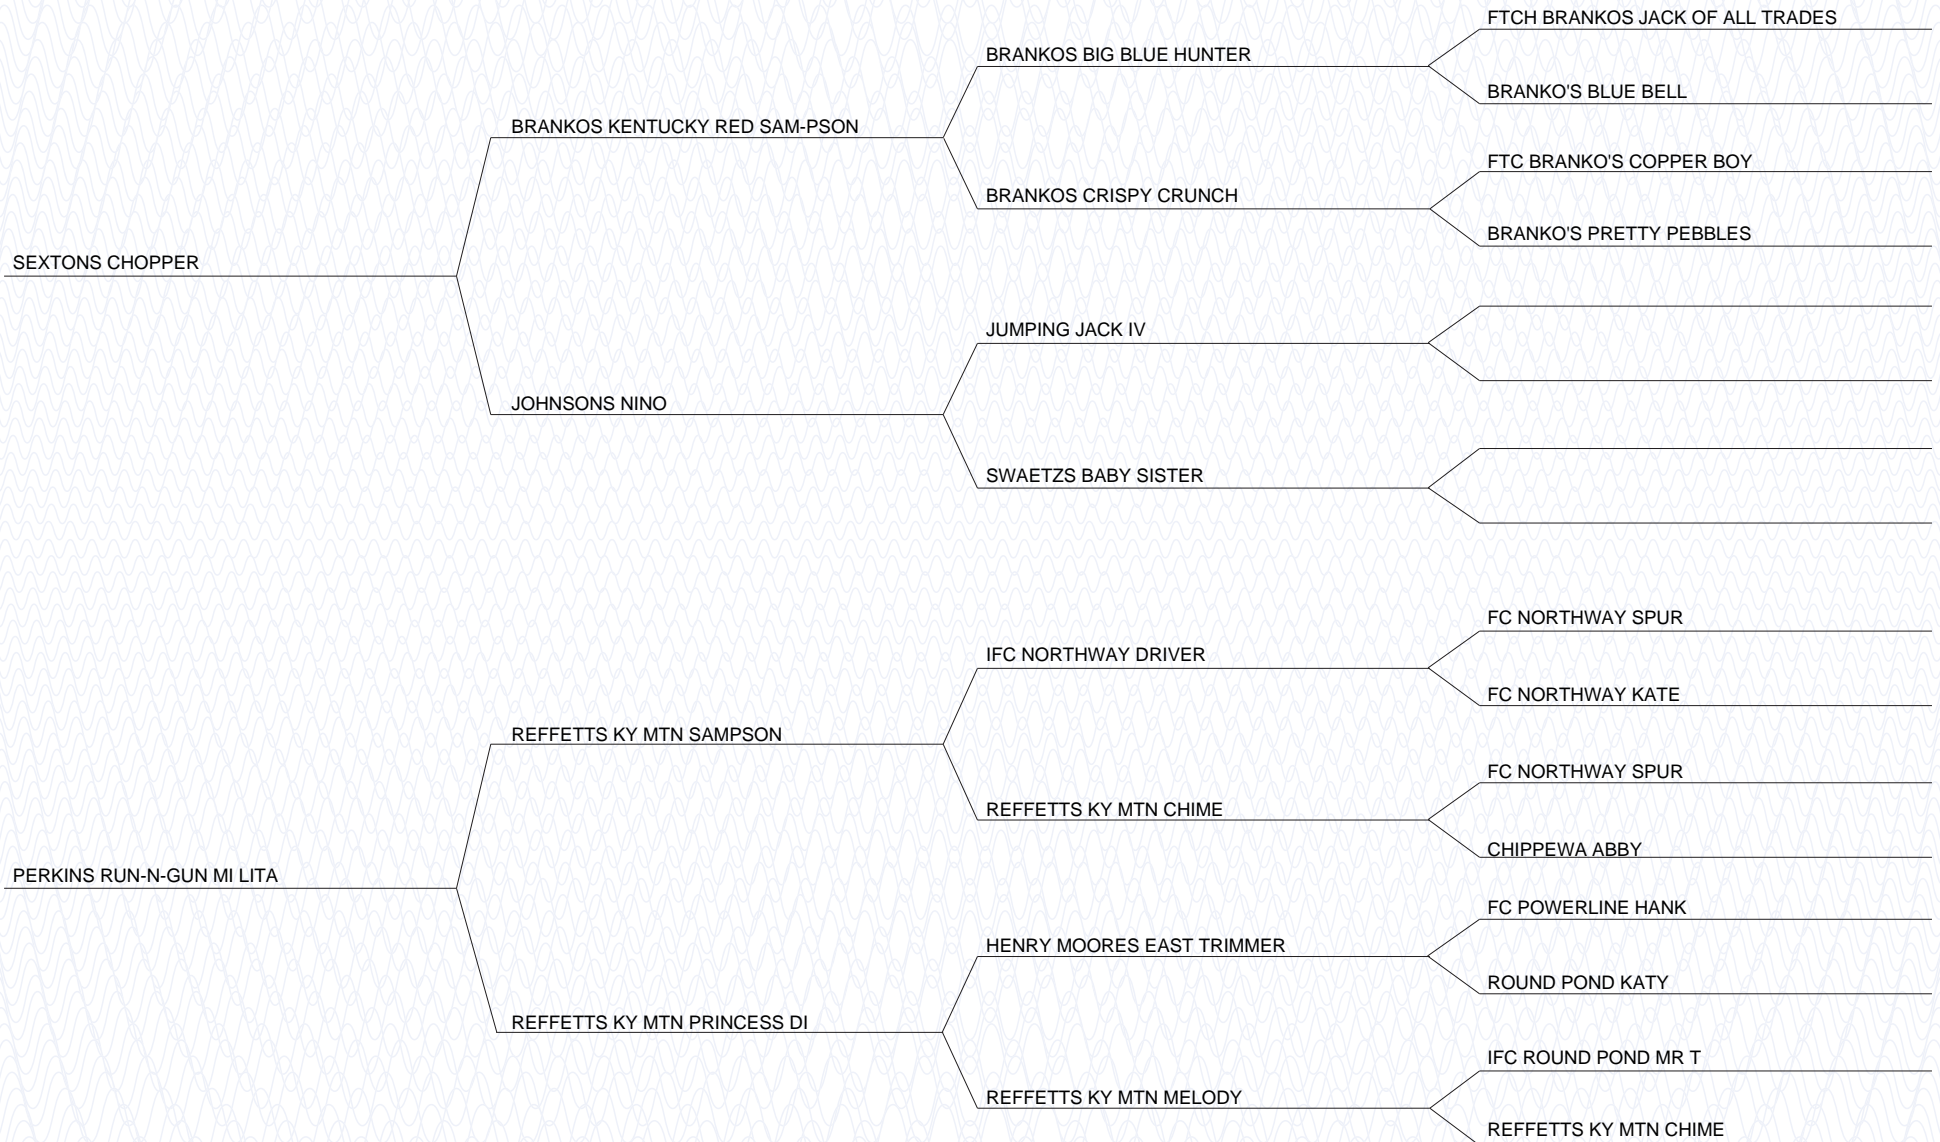 FTCH BRANKOS JACK OF ALL TRADES
BRANKOS BIG BLUE HUNTER
BRANKO'S BLUE BELL
BRANKOS KENTUCKY RED SAM-PSON
FTC BRANKO'S COPPER BOY
BRANKOS CRISPY CRUNCH
BRANKO'S PRETTY PEBBLES
SEXTONS CHOPPER
JUMPING JACK IV
JOHNSONS NINO
SWAETZS BABY SISTER
FC NORTHWAY SPUR
IFC NORTHWAY DRIVER
FC NORTHWAY KATE
REFFETTS KY MTN SAMPSON
FC NORTHWAY SPUR
REFFETTS KY MTN CHIME
CHIPPEWA ABBY
PERKINS RUN-N-GUN MI LITA
FC POWERLINE HANK
HENRY MOORES EAST TRIMMER
ROUND POND KATY
REFFETTS KY MTN PRINCESS DI
IFC ROUND POND MR T
REFFETTS KY MTN MELODY
REFFETTS KY MTN CHIME